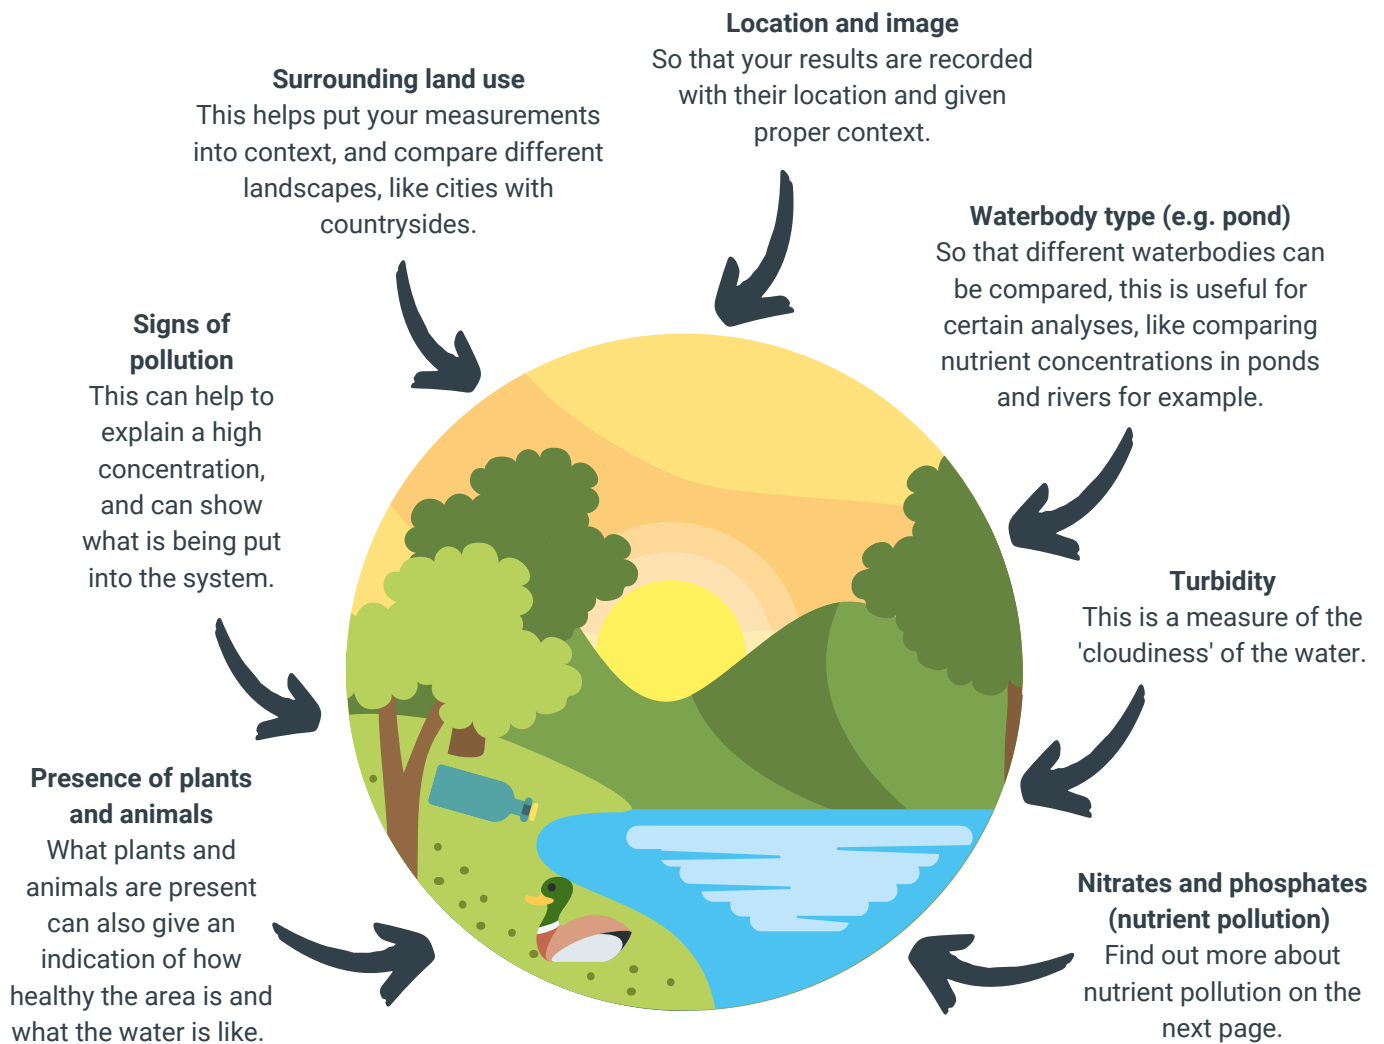 Location and image
So that your results are recorded
with their location and given
proper context.
Surrounding land use
This helps put your measurements
into context, and compare different
landscapes, like cities with
countrysides.
Waterbody type (e.g. pond)
So that different waterbodies can
be compared, this is useful for
certain analyses, like comparing
nutrient concentrations in ponds
and rivers for example.
Signs of
pollution
This can help to
explain a high
concentration,
and can show
what is being put
into the system.
Turbidity
This is a measure of the
'cloudiness' of the water.
Presence of plants
and animals
What plants and
animals are present
can also give an
indication of how
healthy the area is and
what the water is like.
Nitrates and phosphates
(nutrient pollution)
Find out more about
nutrient pollution on the
next page.